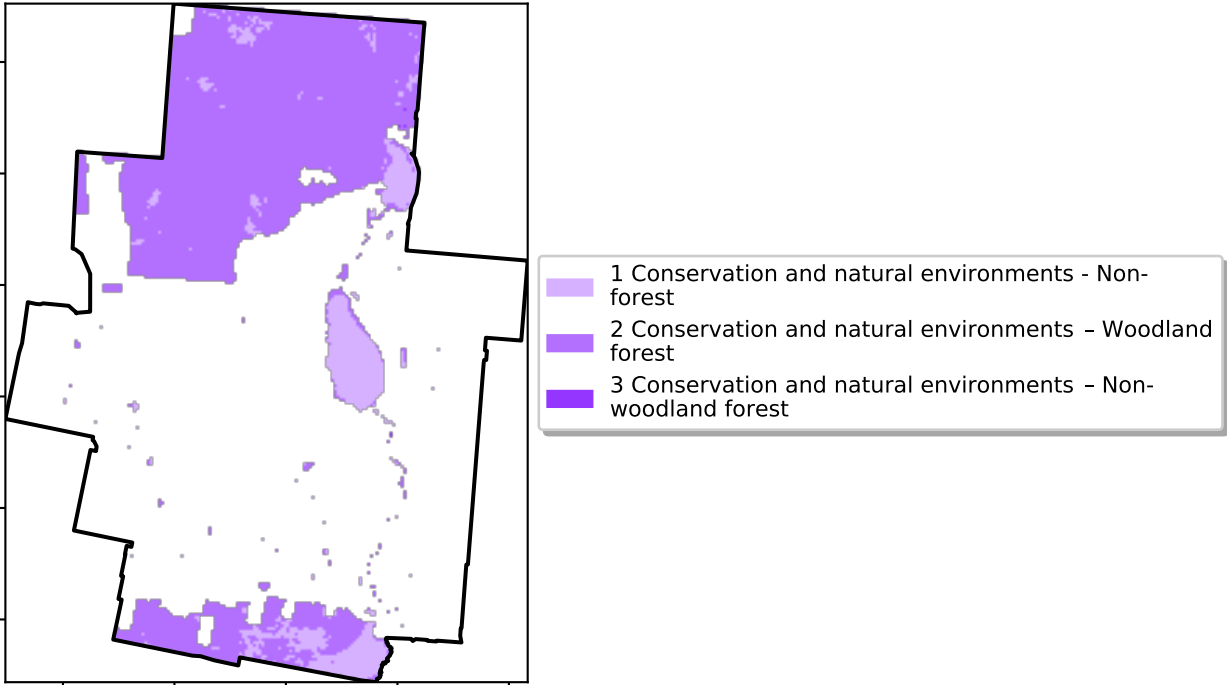 1 Conservation and natural environments - Non-
forest
2 Conservation and natural environments – Woodland
forest
3 Conservation and natural environments – Non-
woodland forest